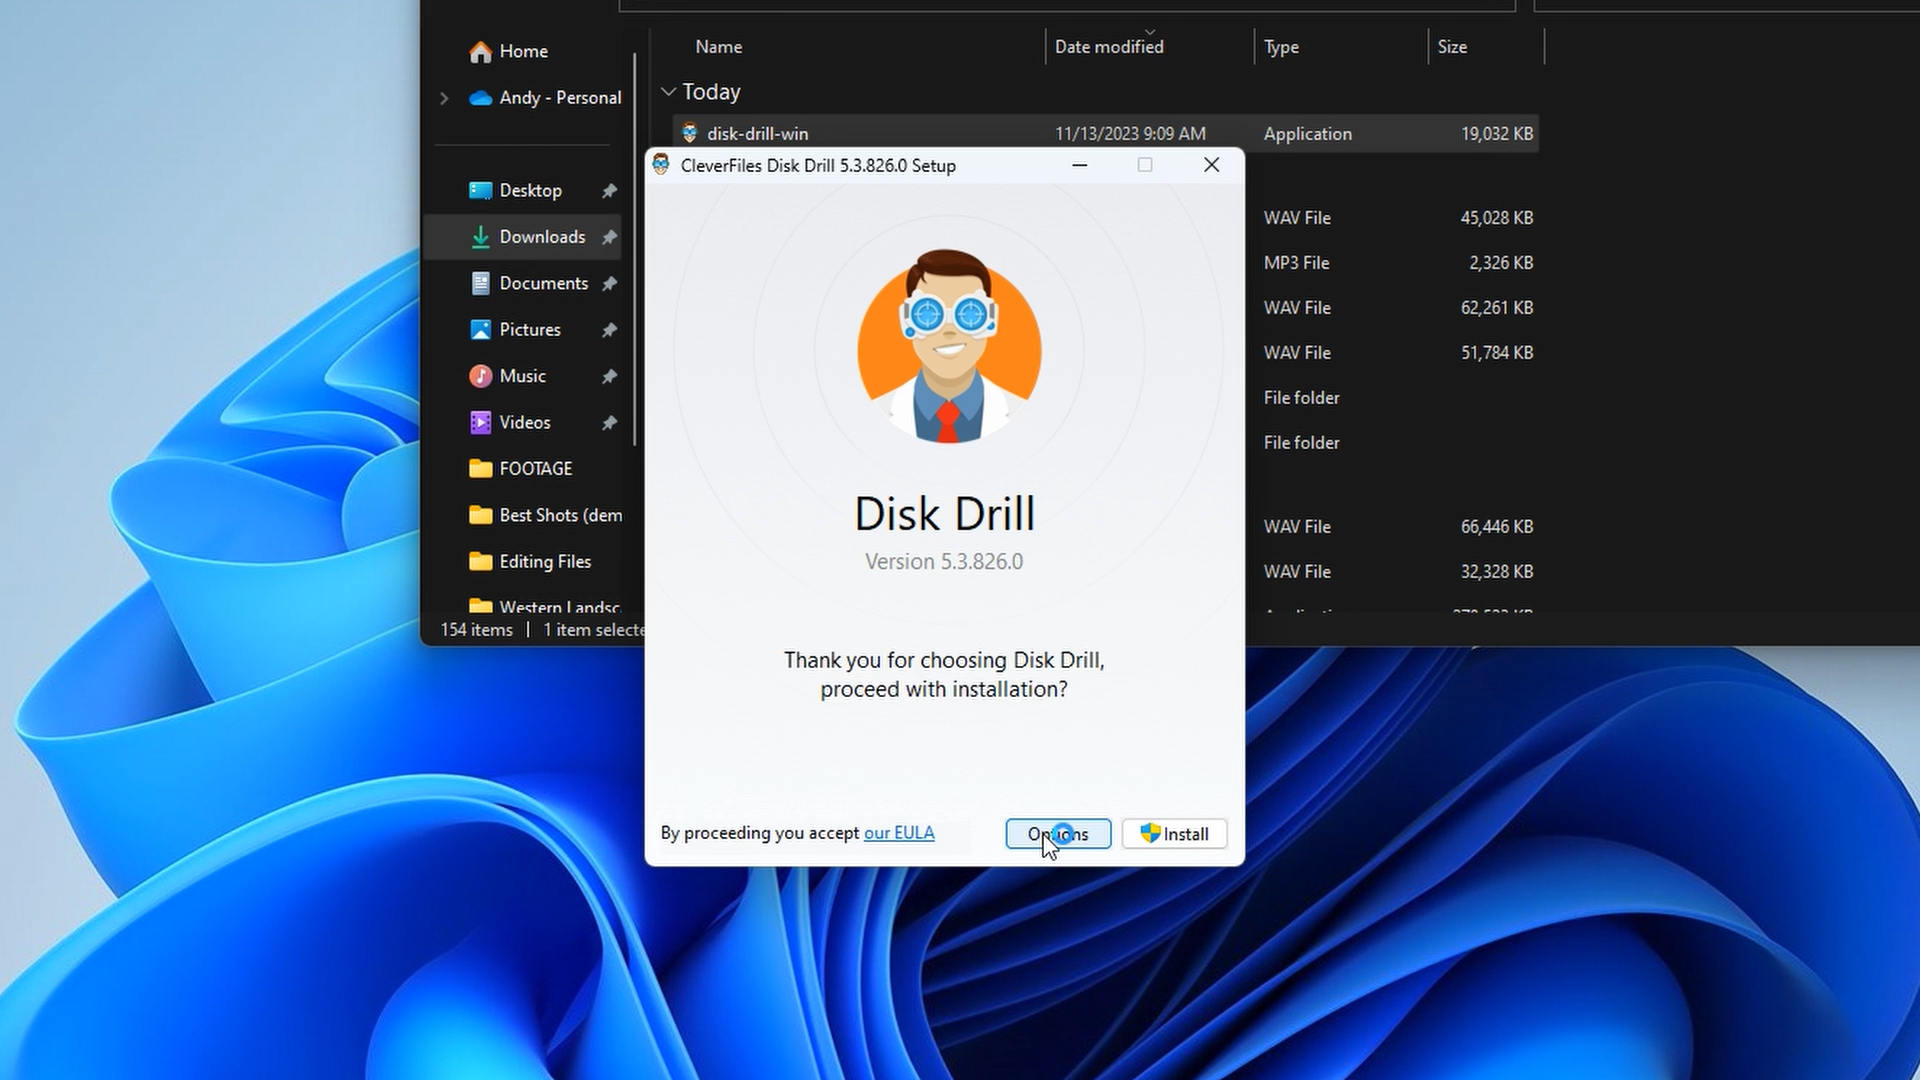 Name
Date modified
Type
Size
Home
Andy - Personal
Today
disk-drill-win
11/13/2023 9:09 AM
Application
19,032 KB
CleverFiles Disk Drill 5.3.826.0 Setup
Desktop
Downloads
Documents
Pictures
Music
Videos
FOOTAGE
Best Shots (dem
Editing Files
Western Landsc
WAV File
45,028 KB
MP3 File
2,326 KB
WAV File
62,261 KB
WAV File
51,784 KB
File folder
File folder
WAV File
66,446 KB
WAV File
32,328 KB
154 items
1 item selecte
Disk Drill
Version 5.3.826.0
Thank you for choosing Disk Drill,
proceed with installation?
By proceeding you accept our EULA
Options
Install